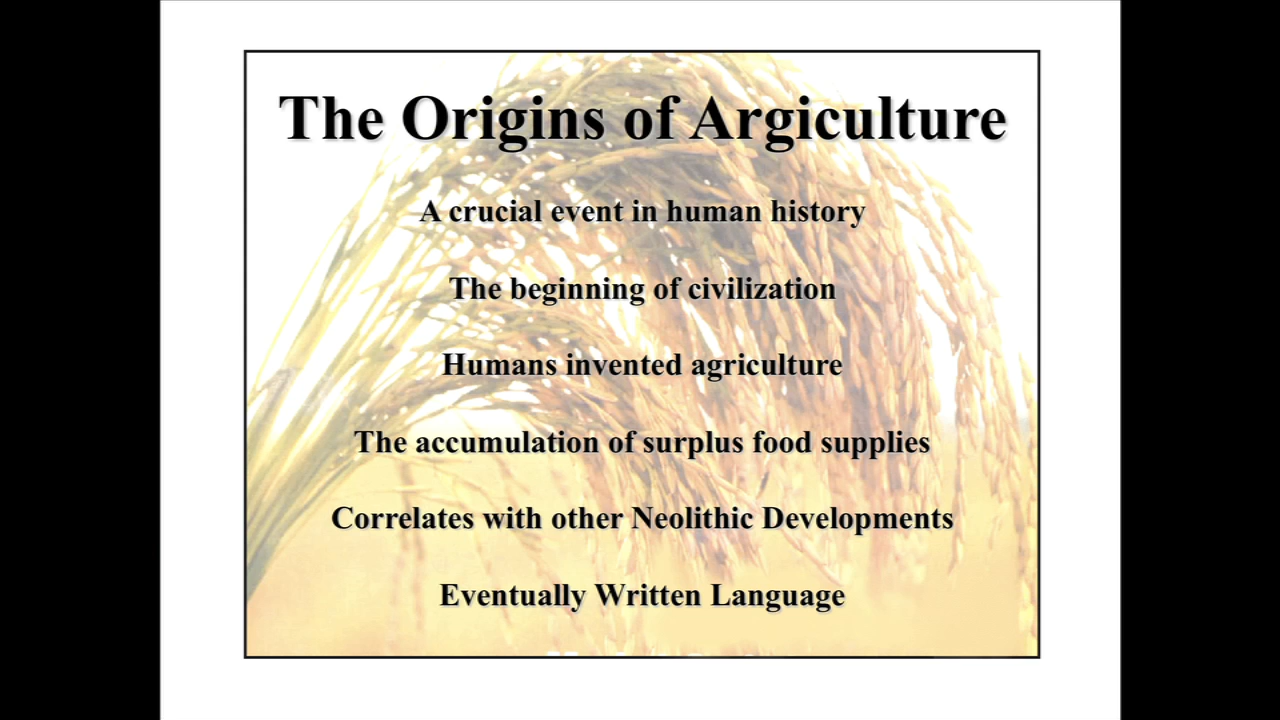 The Origins of Argiculture
A crucial event in human history
The beginning of civilization
Humans invented agriculture
The accumulation of surplus food supplies
Correlates with other Neolithic Developments
Eventually Written Language